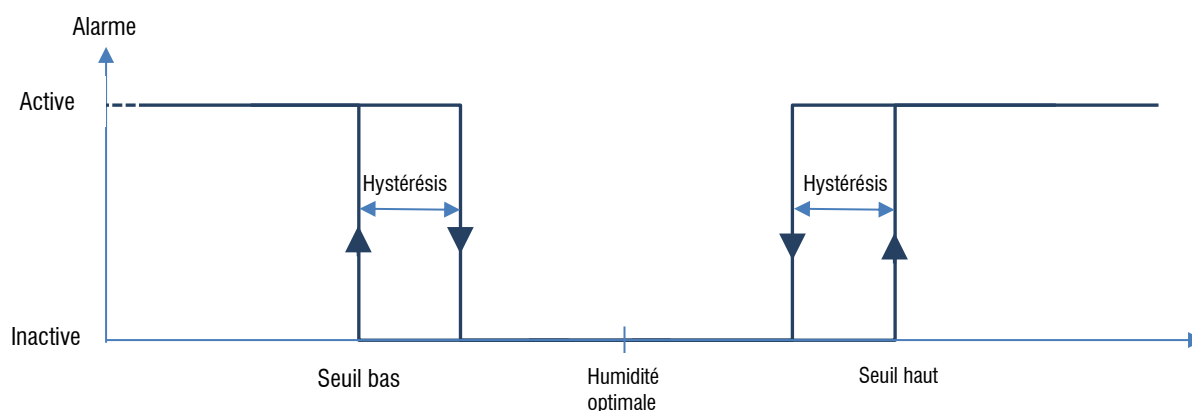 Alarme
Active
Hystérésis
Hystérésis
Inactive
Seuil bas
Humidité
optimale
Seuil haut